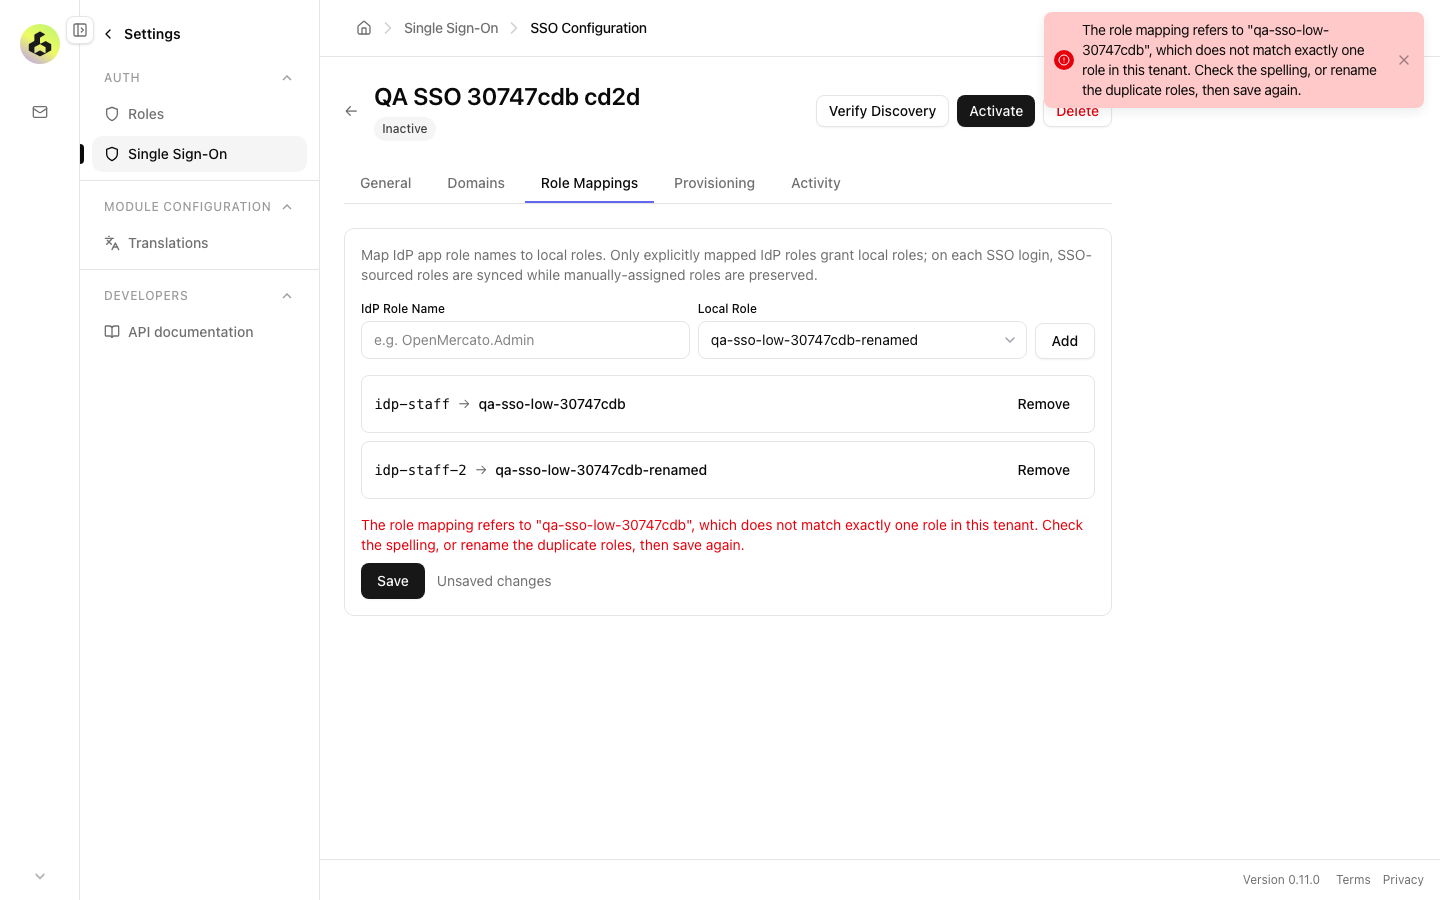 Settings
AUTH
Roles
Single Sign-On
MODULE CONFIGURATION
Translations
DEVELOPERS
API documentation
Single Sign-On
SSO Configuration
The role mapping refers to "qa-sso-low-
30747cdb", which does not match exactly one
role in this tenant. Check the spelling, or rename
the duplicate roles, then save again.
QA SSO 30747cdb cd2d
Inactive
Verify Discovery
Activate
Delete
General
Domains
Role Mappings
Provisioning
Activity
Map IdP app role names to local roles. Only explicitly mapped IdP roles grant local roles; on each SSO login, SSO-
sourced roles are synced while manually-assigned roles are preserved.
IdP Role Name
Local Role
e.g. OpenMercato.Admin
qa-sso-low-30747cdb-renamed
Add
idp-staff → qa-sso-low-30747cdb
Remove
idp-staff-2 → qa-sso-low-30747cdb-renamed
Remove
The role mapping refers to "qa-sso-low-30747cdb", which does not match exactly one role in this tenant. Check
the spelling, or rename the duplicate roles, then save again.
Save
Unsaved changes
Version 0.11.0
Terms
Privacy